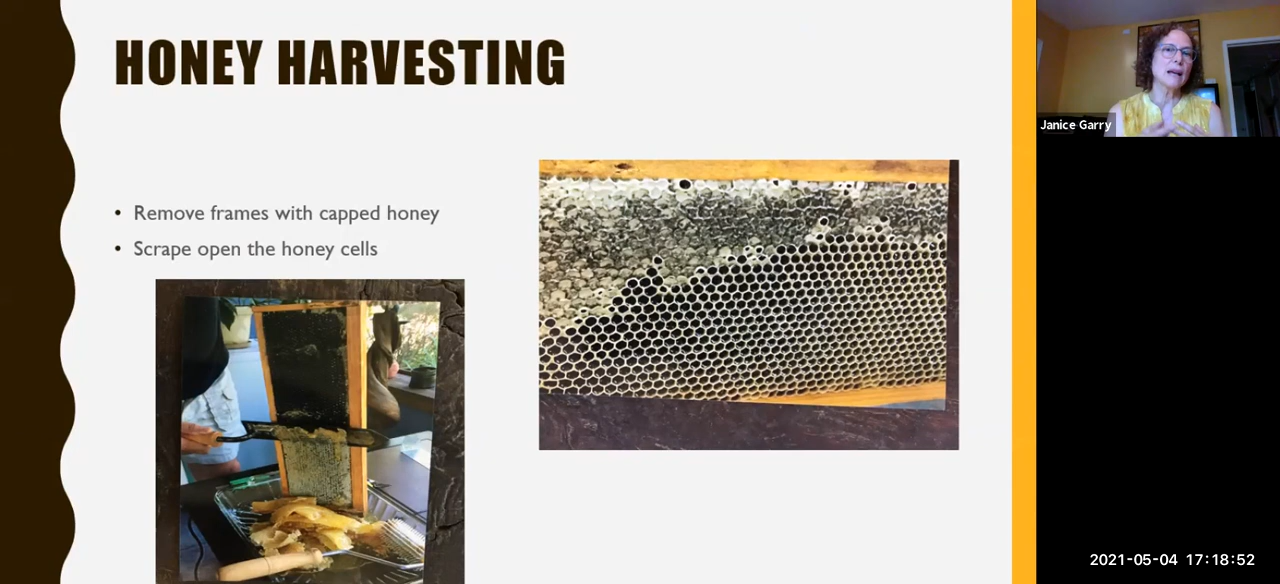 HONEY HARVESTING
• Remove frames with capped honey
• Scrape open the honey cells
Janice Garry
2021-05-04 17:18:52